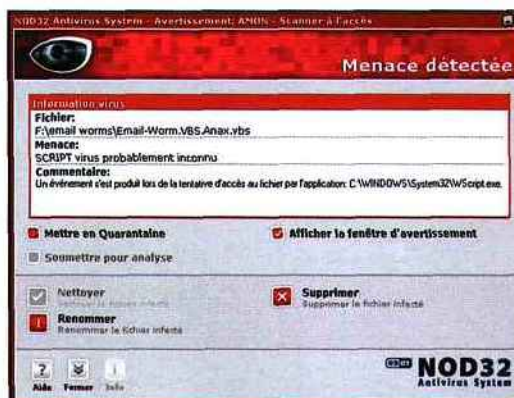 NOD32 Antivirus System - Avertissement; AMON - Scanner à l'accès
Menace détectée
Information virus
Fichier:
F:\email worms\Email-Worm.VBS.Anax.vbs
Menace:
SCRIPT virus probablement inconnu
Commentaire:
Un événement s'est produit lors de la tentative d'accès au fichier par l'application: C:\WINDOWS\System32\WScript.exe.
Mettre en Quarantaine
Afficher la fenêtre d'avertissement
Soumettre pour analyse
Nettoyer
Nettoyer le fichier infecté
Supprimer
Supprimer le fichier infecté
Renommer
Renommer le fichier infecté
Aide
Fermer
Info
eset NOD32
Antivirus System